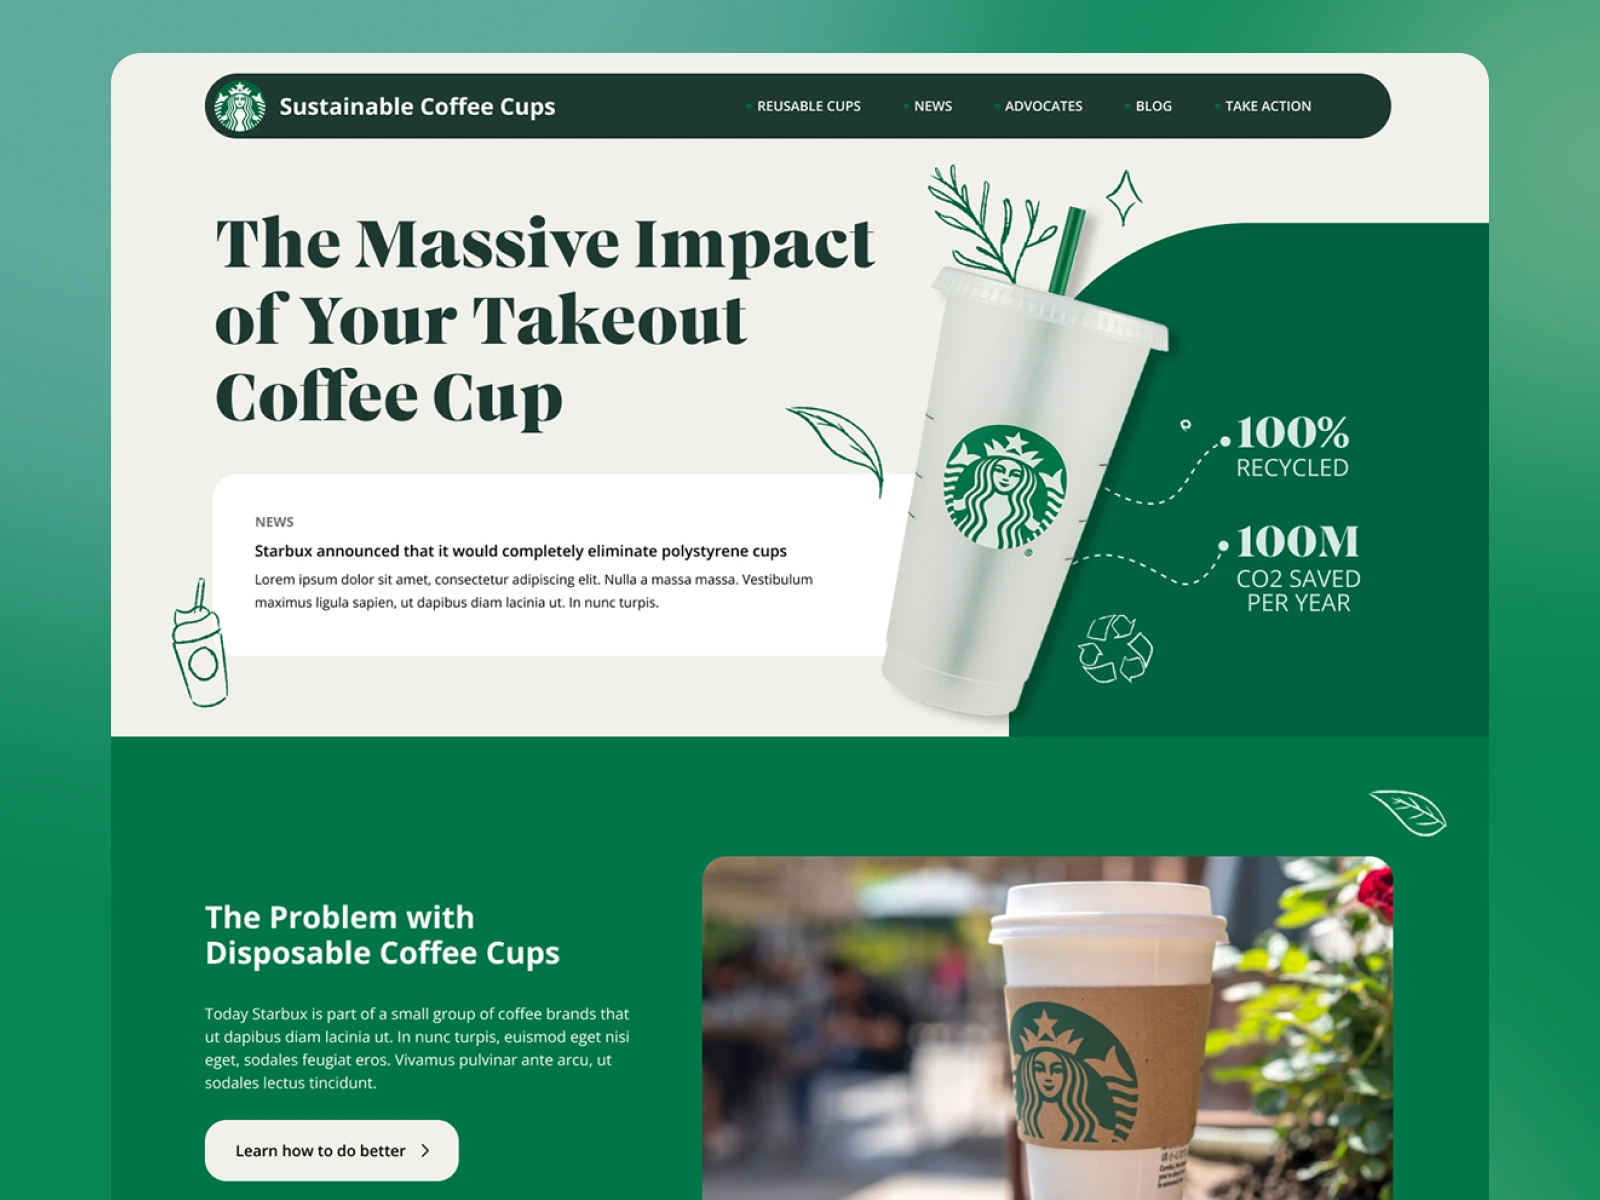 Sustainable Coffee Cups
REUSABLE CUPS
NEWS
ADVOCATES
BLOG
TAKE ACTION
The Massive Impact
of Your Takeout
Coffee Cup
NEWS
Starbux announced that it would completely eliminate polystyrene cups
Lorem ipsum dolor sit amet, consectetur adipiscing elit. Nulla a massa massa. Vestibulum
maximus ligula sapien, ut dapibus diam lacinia ut. In nunc turpis.
®
100%
RECYCLED
100M
CO2 SAVED
PER YEAR
The Problem with
Disposable Coffee Cups
Today Starbux is part of a small group of coffee brands that
ut dapibus diam lacinia ut. In nunc turpis, euismod eget nisi
eget, sodales feugiat eros. Vivamus pulvinar ante arcu, ut
sodales lectus tincidunt.
Learn how to do better